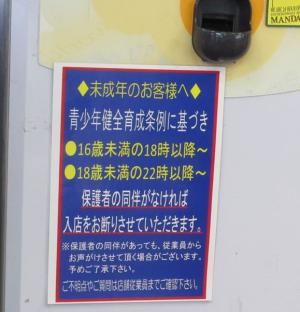 ◆未成年のお客様へ◆
青少年健全育成条例に基づき
●16歳未満の18時以降～
●18歳未満の22時以降～
保護者の同伴がなければ
入店をお断りさせていただきます。
※保護者の同伴があっても、従業員から
お声がけさせて頂く場合がございます。
予めご了承下さい。
ご不明点やご質問は店舗従業員までご確認下さい。